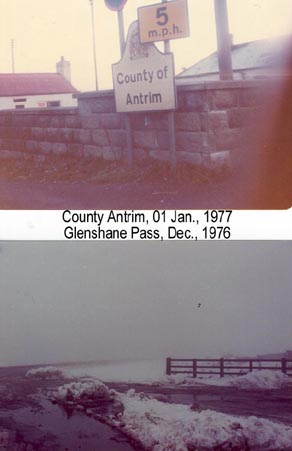 5
m.p.h.
County of
Antrim
County Antrim, 01 Jan., 1977
Glenshane Pass, Dec., 1976